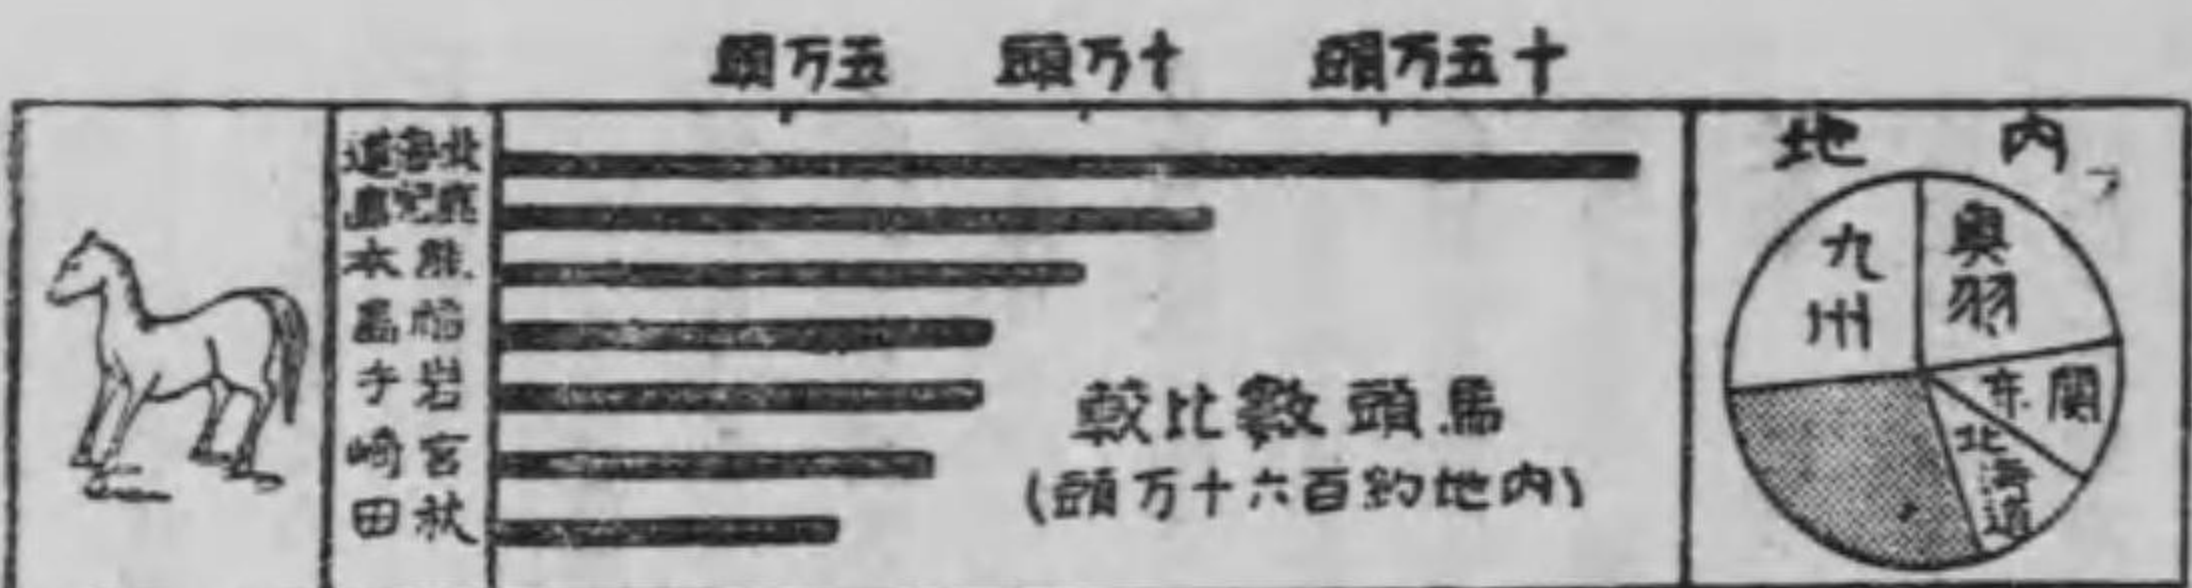 五万頭
十万頭
十五万頭
北海道
鹿児島
熊本
福島
岩手
宮崎
秋田
馬頭數比較
(内地約百六十万頭)
内地
奥羽
関东
北海道
九州